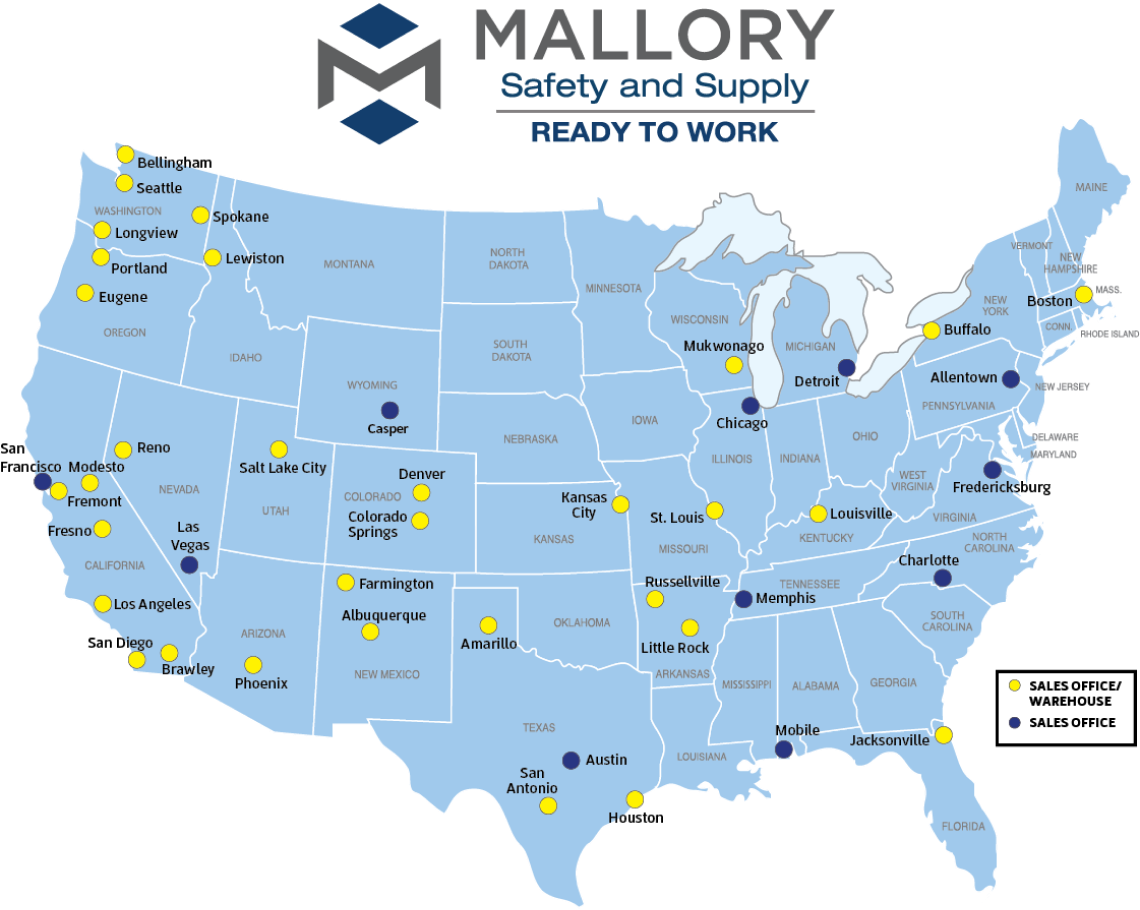 MALLORY
Safety and Supply
READY TO WORK
Bellingham
Seattle
WASHINGTON
Spokane
Longview
Lewiston
Portland
Eugene
OREGON
MONTANA
IDAHO
NORTH
DAKOTA
MINNESOTA
SOUTH
DAKOTA
WISCONSIN
Mukwonago
MICHIGAN
Detroit
MAINE
VERMONT
NEW
HAMPSHIRE
MASS.
Boston
NEW
YORK
Buffalo
CONN.
RHODE ISLAND
Allentown
NEW JERSEY
PENNSYLVANIA
WYOMING
Casper
NEBRASKA
IOWA
Chicago
ILLINOIS
INDIANA
OHIO
DELAWARE
MARYLAND
WEST
VIRGINIA
Fredericksburg
VIRGINIA
San
Francisco
Modesto
Reno
Fremont
NEVADA
Salt Lake City
UTAH
Denver
COLORADO
Colorado
Springs
Kansas
City
KANSAS
St. Louis
MISSOURI
Louisville
KENTUCKY
NORTH
CAROLINA
Charlotte
Fresno
Las
Vegas
CALIFORNIA
Los Angeles
San Diego
Brawley
ARIZONA
Phoenix
Farmington
Albuquerque
NEW MEXICO
Amarillo
OKLAHOMA
Russellville
Little Rock
ARKANSAS
Memphis
TENNESSEE
SOUTH
CAROLINA
MISSISSIPPI
ALABAMA
GEORGIA
TEXAS
Austin
San
Antonio
Houston
LOUISIANA
Mobile
Jacksonville
FLORIDA
SALES OFFICE/
WAREHOUSE
SALES OFFICE